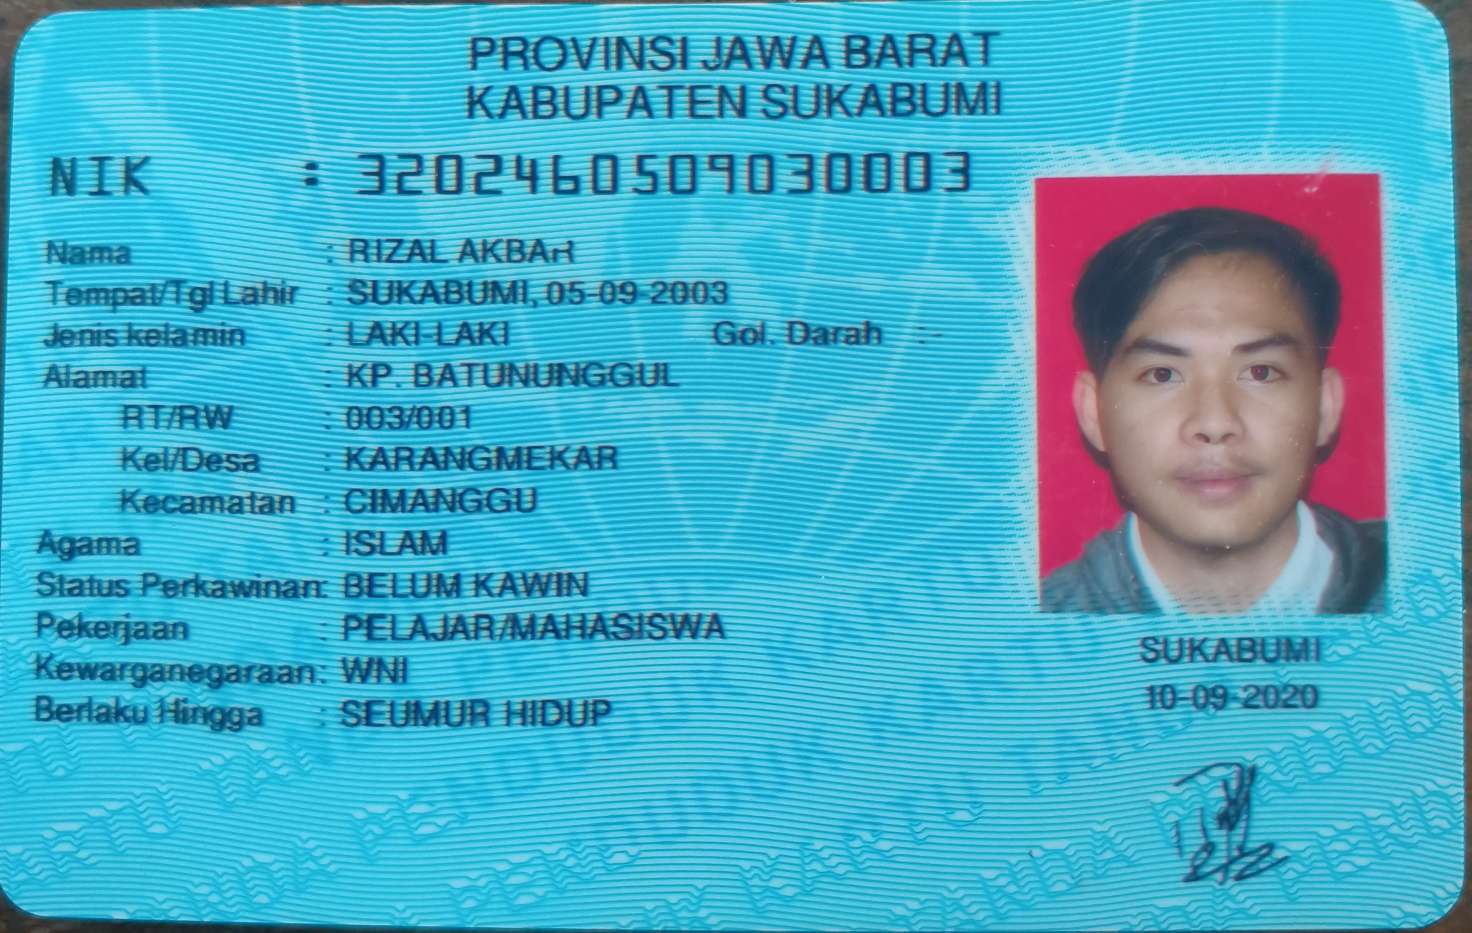 PROVINSI JAWA BARAT
KABUPATEN SUKABUMI
NIK : 3202460509030003
Nama : RIZAL AKBAR
Tempat/Tgl Lahir : SUKABUMI, 05-09-2003
Jenis kelamin : LAKI-LAKI Gol. Darah : -
Alamat : KP. BATUNUNGGUL
RT/RW : 003/001
Kel/Desa : KARANGMEKAR
Kecamatan : CIMANGGU
Agama : ISLAM
Status Perkawinan: BELUM KAWIN
Pekerjaan : PELAJAR/MAHASISWA
Kewarganegaraan: WNI
Berlaku Hingga : SEUMUR HIDUP
SUKABUMI
10-09-2020